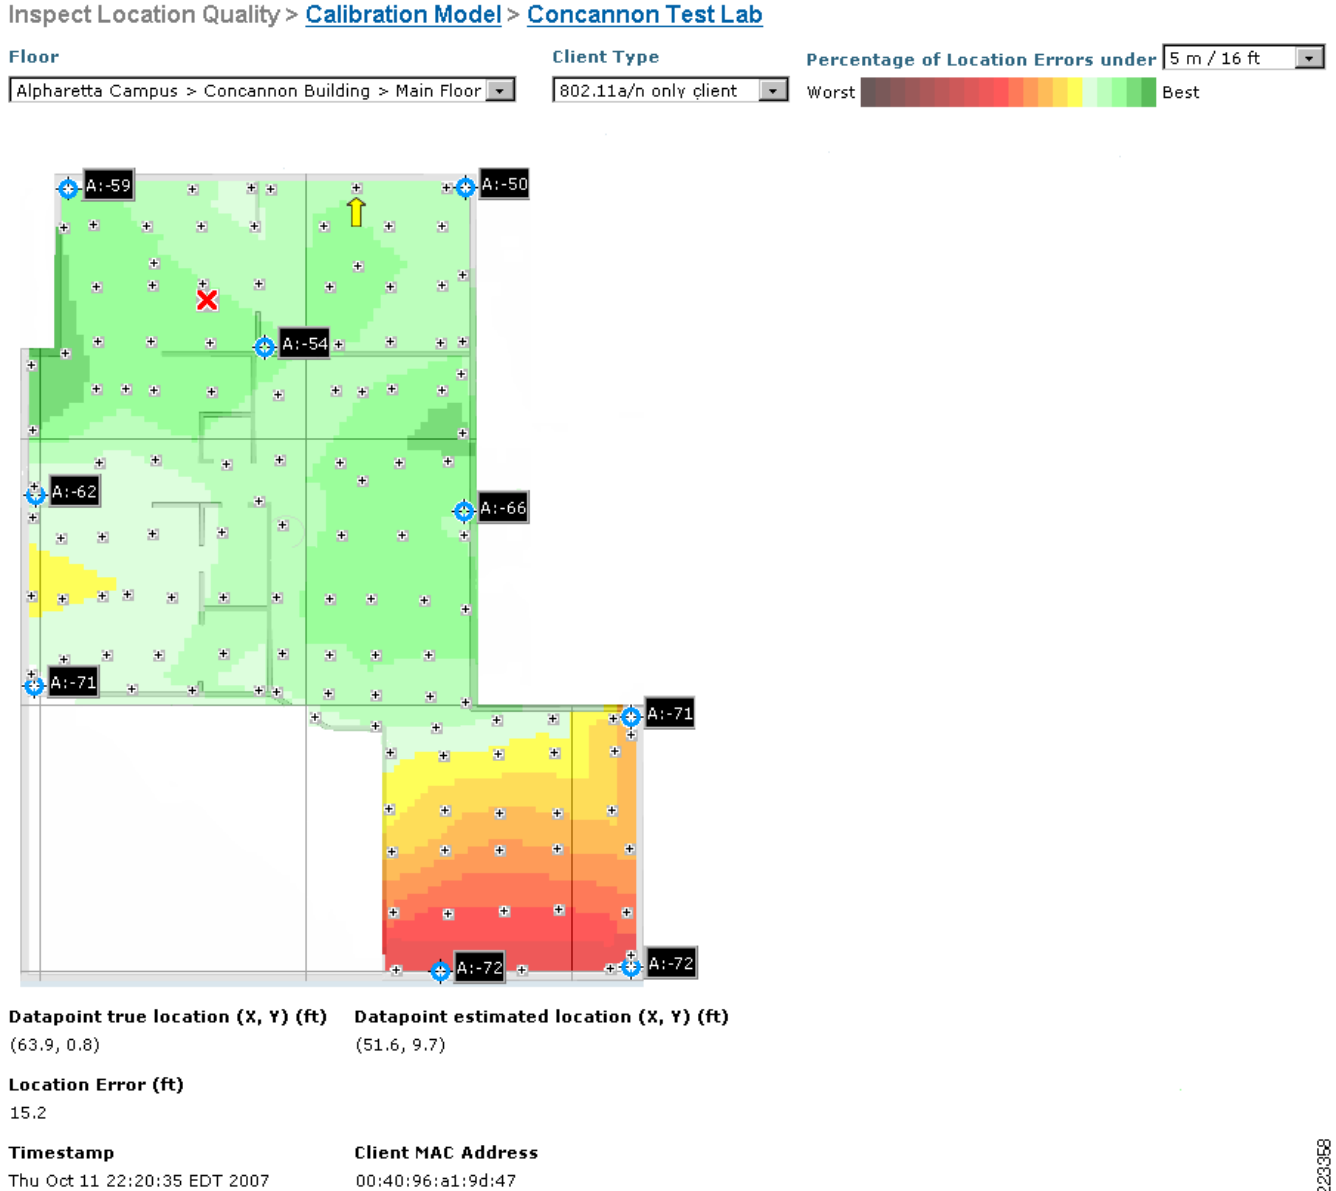 Inspect Location Quality > Calibration Model > Concannon Test Lab
Floor
Client Type
Percentage of Location Errors under 5 m / 16 ft
Alpharetta Campus > Concannon Building > Main Floor
802.11a/n only client
Worst
Best
A:-59
A:-50
A:-54
A:-62
A:-66
A:-71
A:-71
A:-72
A:-72
Datapoint true location (X, Y) (ft)
Datapoint estimated location (X, Y) (ft)
(63.9, 0.8)
(51.6, 9.7)
Location Error (ft)
15.2
Timestamp
Client MAC Address
Thu Oct 11 22:20:35 EDT 2007
00:40:96:a1:9d:47
223358